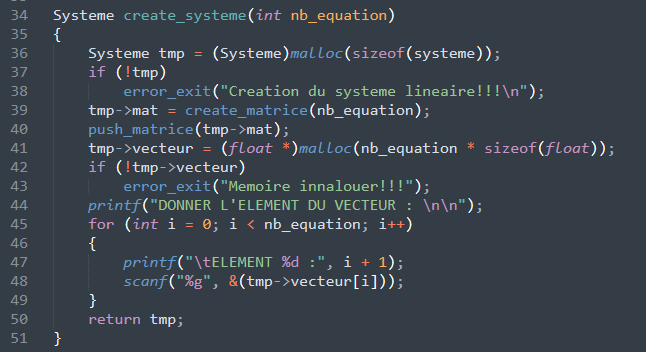 34 Systeme create_systeme(int nb_equation)
35 {
36     Systeme tmp = (Systeme)malloc(sizeof(systeme));
37     if (!tmp)
38         error_exit("Creation du systeme lineaire!!!\n");
39     tmp->mat = create_matrice(nb_equation);
40     push_matrice(tmp->mat);
41     tmp->vecteur = (float *)malloc(nb_equation * sizeof(float));
42     if (!tmp->vecteur)
43         error_exit("Memoire innalouer!!!");
44     printf("DONNER L'ELEMENT DU VECTEUR : \n\n");
45     for (int i = 0; i < nb_equation; i++)
46     {
47         printf("\tELEMENT %d :", i + 1);
48         scanf("%g", &(tmp->vecteur[i]));
49     }
50     return tmp;
51 }